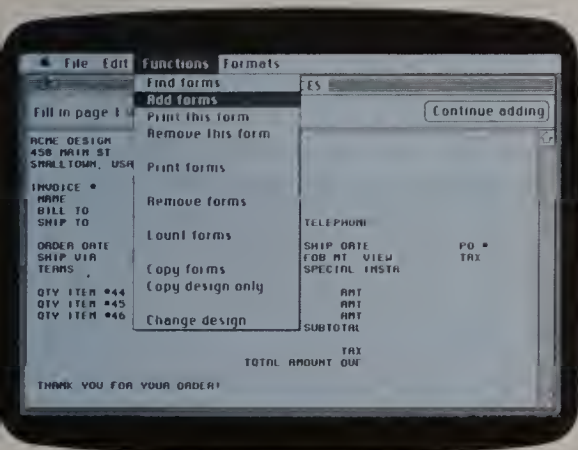 File Edit Functions Formats
Find forms
Add forms
Print this form
Remove this form
Print forms
Remove forms
Count forms
Copy forms
Copy design only
Change design
ES
Fill in page 1
Continue adding
ACME DESIGN
458 MAIN ST
SMALLTOWN, USA
INVOICE #
NAME
BILL TO
SHIP TO TELEPHONE
ORDER DATE SHIP DATE PO #
SHIP VIA FOB MT VIEW TAX
TERMS SPECIAL INSTR
QTY ITEM #44 AMT
QTY ITEM #45 AMT
QTY ITEM #46 AMT
SUBTOTAL
TAX
TOTAL AMOUNT DUE
THANK YOU FOR YOUR ORDER!